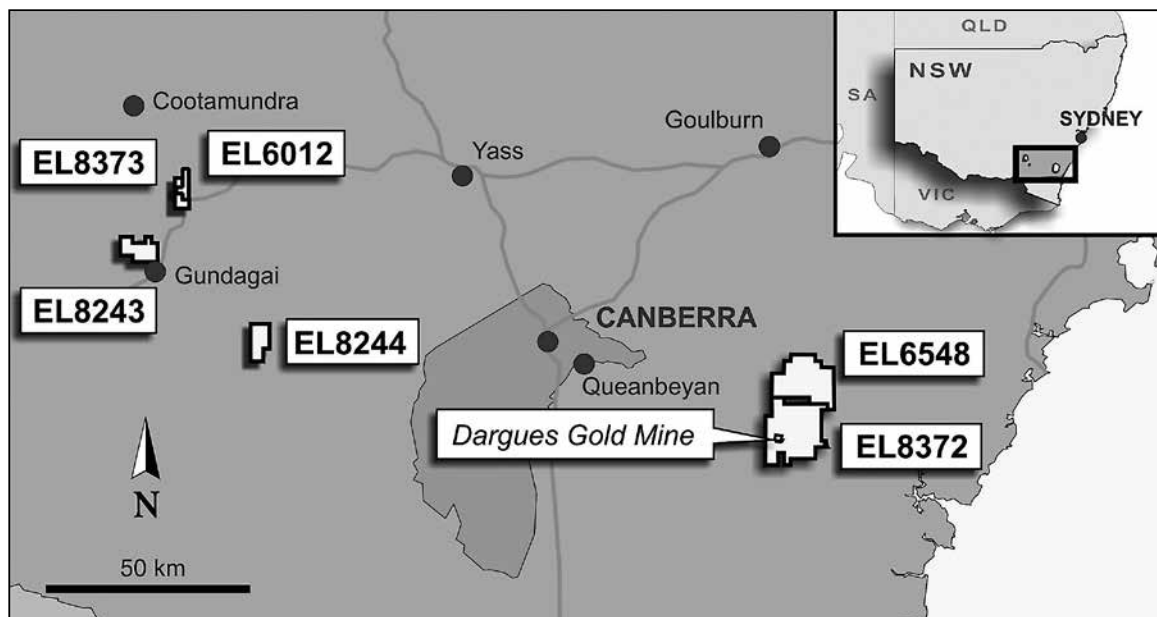 QLD
NSW
SA
SYDNEY
VIC
Cootamundra
EL8373
EL6012
Yass
Goulburn
EL8243
Gundagai
EL8244
CANBERRA
Queanbeyan
EL6548
Dargues Gold Mine
EL8372
N
50 km